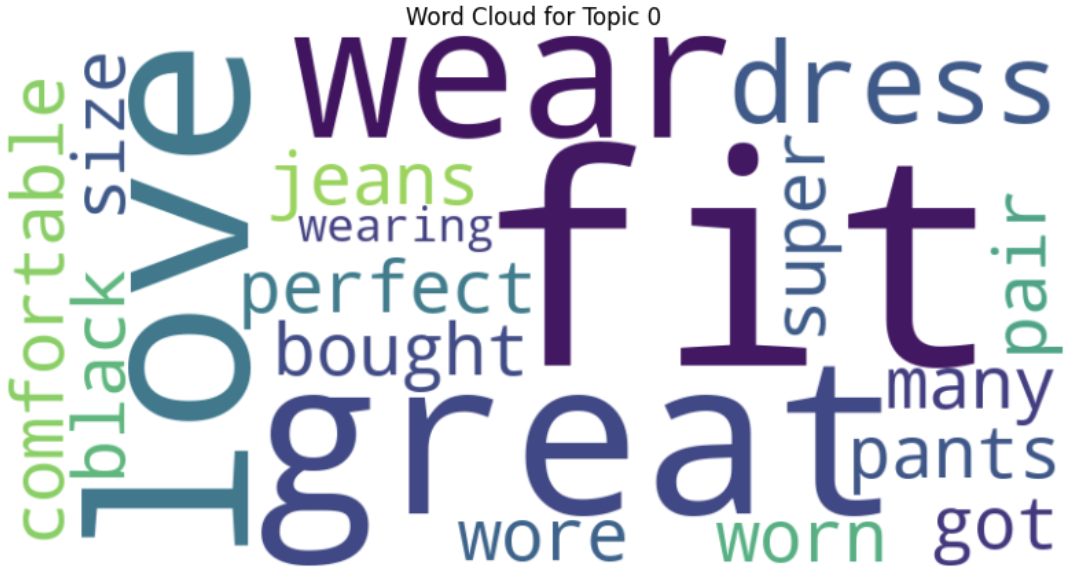 Word Cloud for Topic 0
comfortable
black
size
love
wear
dress
jeans
wearing
fit
super
pair
perfect
bought
great
many
pants
wore
worn
got